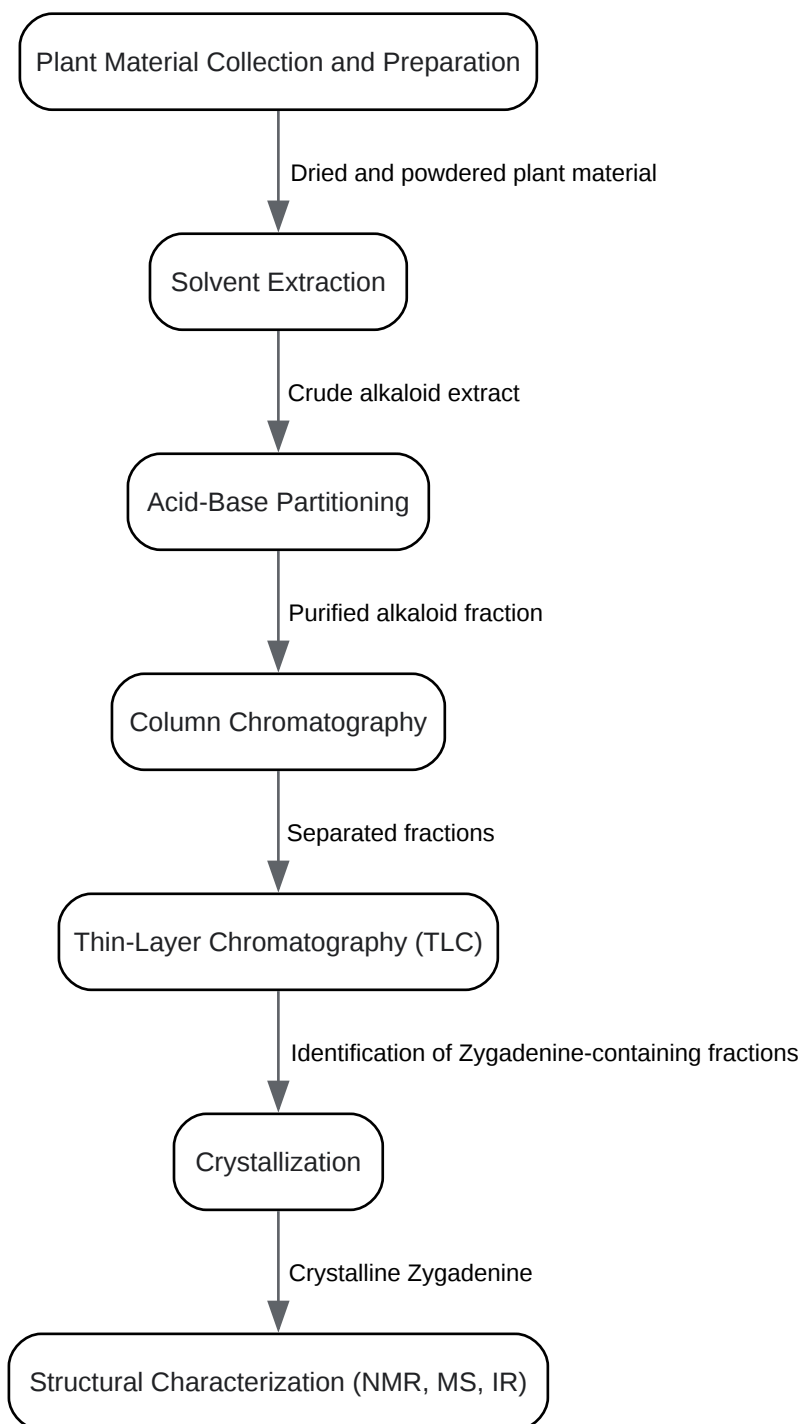 Plant Material Collection and Preparation
Dried and powdered plant material
Solvent Extraction
Crude alkaloid extract
Acid-Base Partitioning
Purified alkaloid fraction
Column Chromatography
Separated fractions
Thin-Layer Chromatography (TLC)
Identification of Zygadenine-containing fractions
Crystallization
Crystalline Zygadenine
Structural Characterization (NMR, MS, IR)